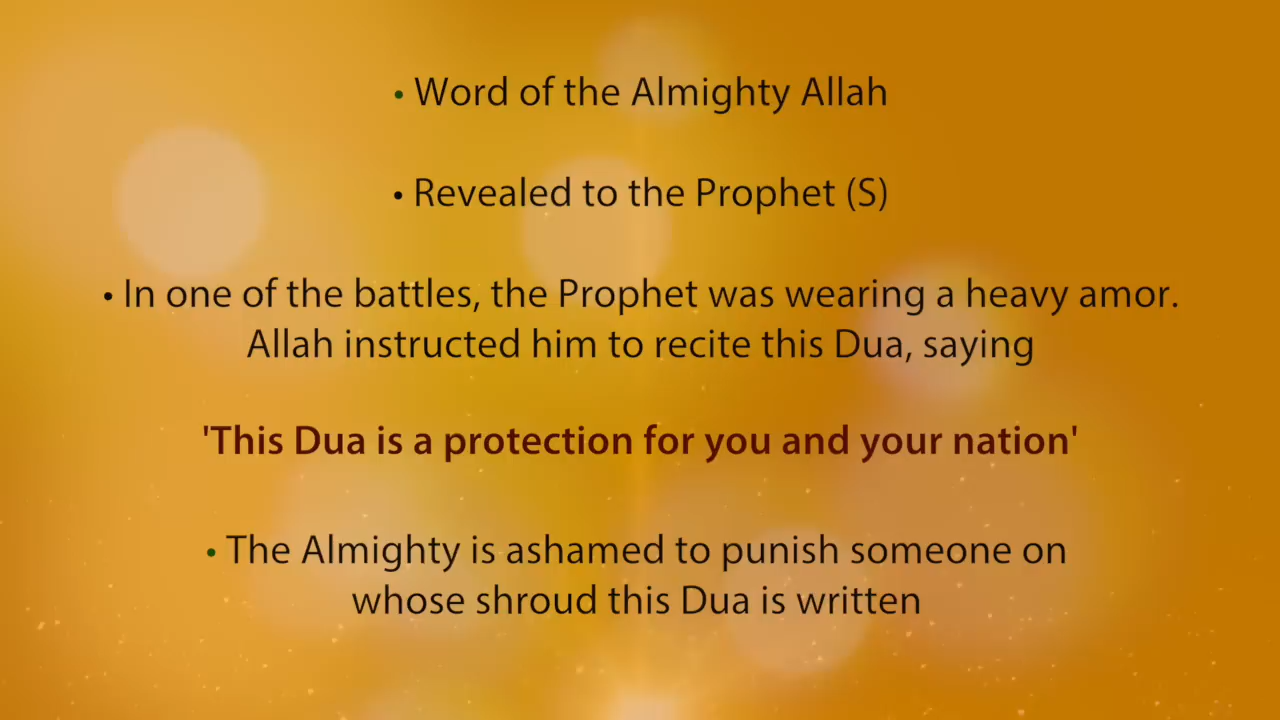 • Word of the Almighty Allah
• Revealed to the Prophet (S)
• In one of the battles, the Prophet was wearing a heavy amor.
Allah instructed him to recite this Dua, saying
'This Dua is a protection for you and your nation'
• The Almighty is ashamed to punish someone on
whose shroud this Dua is written